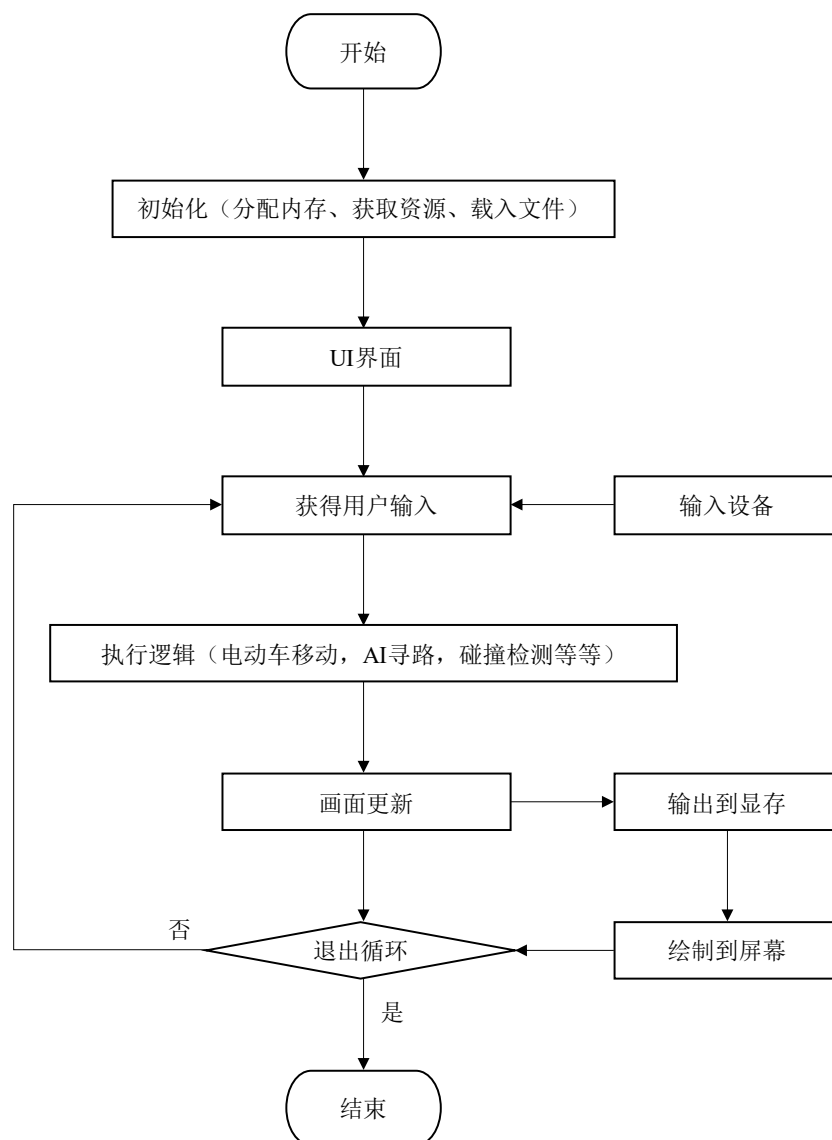 开始
初始化（分配内存、获取资源、载入文件）
UI界面
获得用户输入
输入设备
执行逻辑（电动车移动，AI寻路，碰撞检测等等）
画面更新
输出到显存
否
退出循环
绘制到屏幕
是
结束